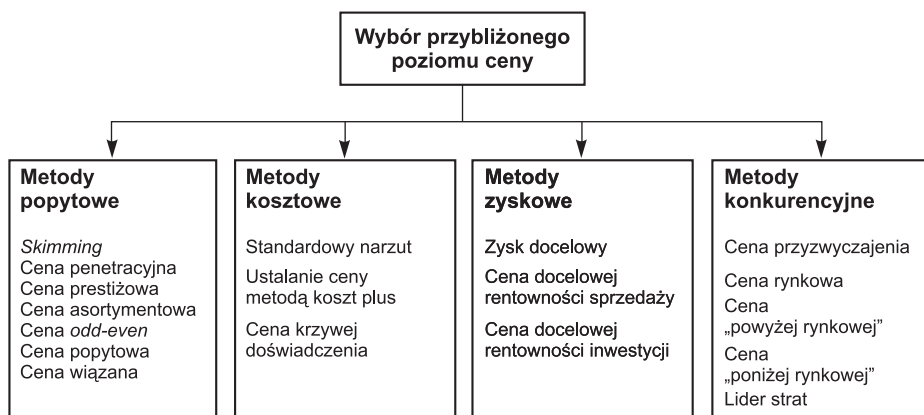 Wybór przybliżonego
poziomu ceny
Metody
popytowe
Skimming
Cena penetracyjna
Cena prestiżowa
Cena asortymentowa
Cena odd-even
Cena popytowa
Cena wiązana
Metody
kosztowe
Standardowy narzut
Ustalanie ceny
metodą koszt plus
Cena krzywej
doświadczenia
Metody
zyskowe
Zysk docelowy
Cena docelowej
rentowności sprzedaży
Cena docelowej
rentowności inwestycji
Metody
konkurencyjne
Cena przyzwyczajenia
Cena rynkowa
Cena
„powyżej rynkowej”
Cena
„poniżej rynkowej”
Lider strat